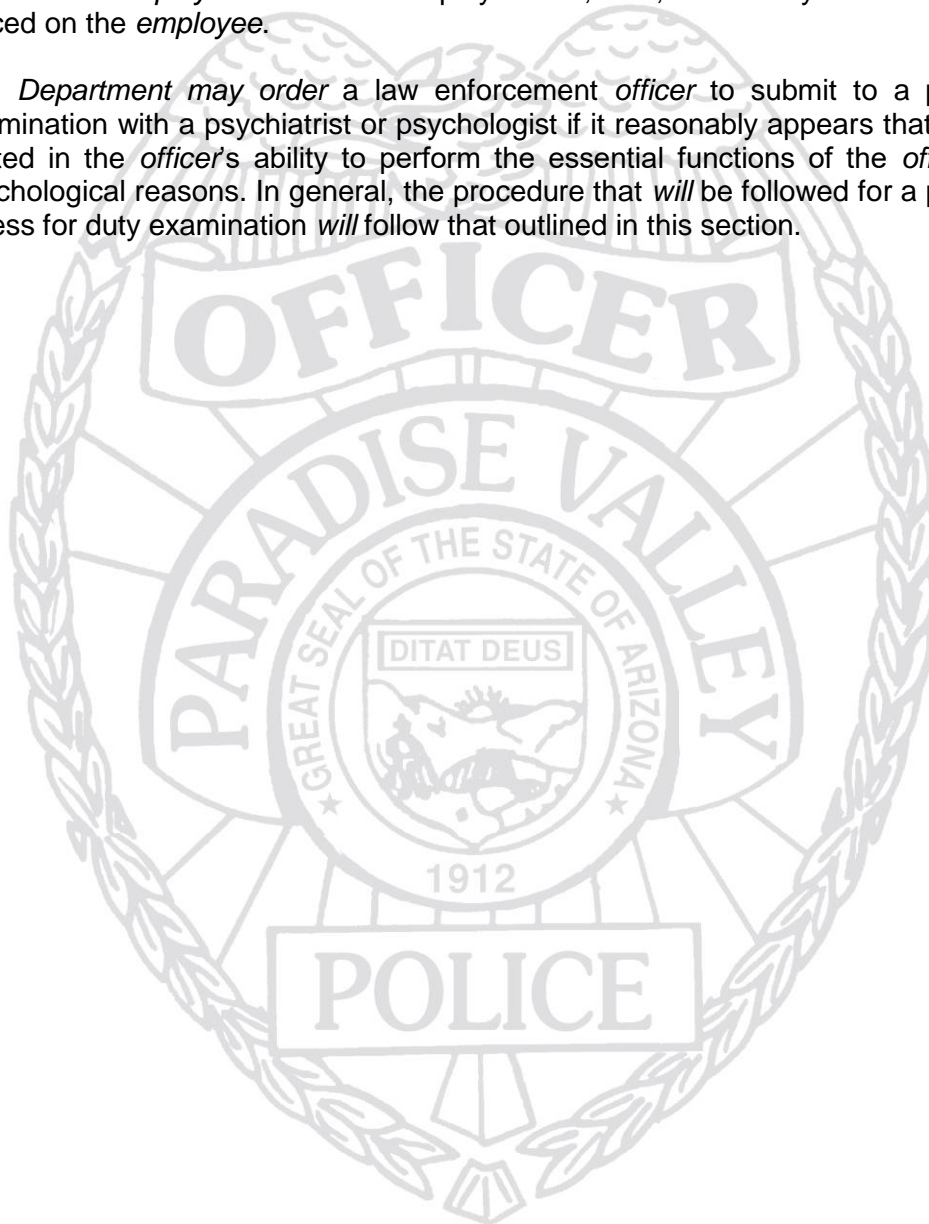 ced on the employee.
Department may order a law enforcement officer to submit to a p
mination with a psychiatrist or psychologist if it reasonably appears that
ted in the officer's ability to perform the essential functions of the off
chological reasons. In general, the procedure that will be followed for a p
ess for duty examination will follow that outlined in this section.
OFFICER
PARADISE VALLEY
GREAT SEAL OF THE STATE OF ARIZONA
DITAT DEUS
1912
POLICE